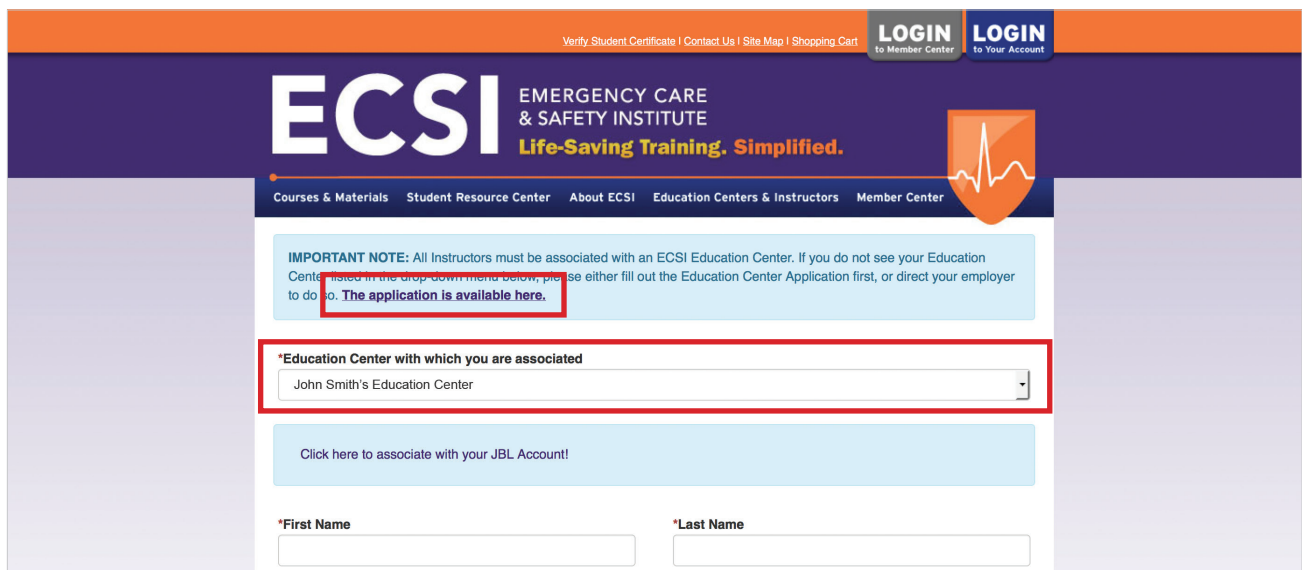 Verify Student Certificate | Contact Us | Site Map | Shopping Cart
LOGIN
to Member Center
LOGIN
to Your Account
ECSI
EMERGENCY CARE
& SAFETY INSTITUTE
Life-Saving Training. Simplified.
Courses & Materials Student Resource Center About ECSI Education Centers & Instructors Member Center
IMPORTANT NOTE: All Instructors must be associated with an ECSI Education Center. If you do not see your Education
Center listed in the drop-down menu below, please either fill out the Education Center Application first, or direct your employer
to do so. The application is available here.
*Education Center with which you are associated
John Smith's Education Center
Click here to associate with your JBL Account!
*First Name *Last Name